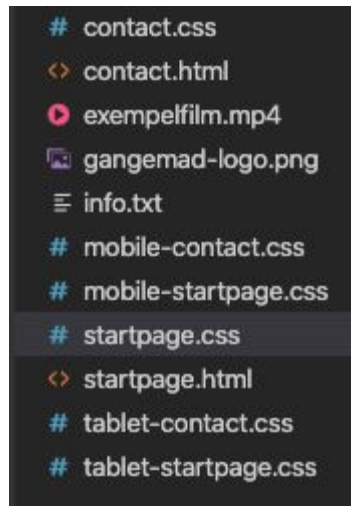 contact.css
contact.html
exempelfilm.mp4
gangemad-logo.png
info.txt
mobile-contact.css
mobile-startpage.css
startpage.css
startpage.html
tablet-contact.css
tablet-startpage.css